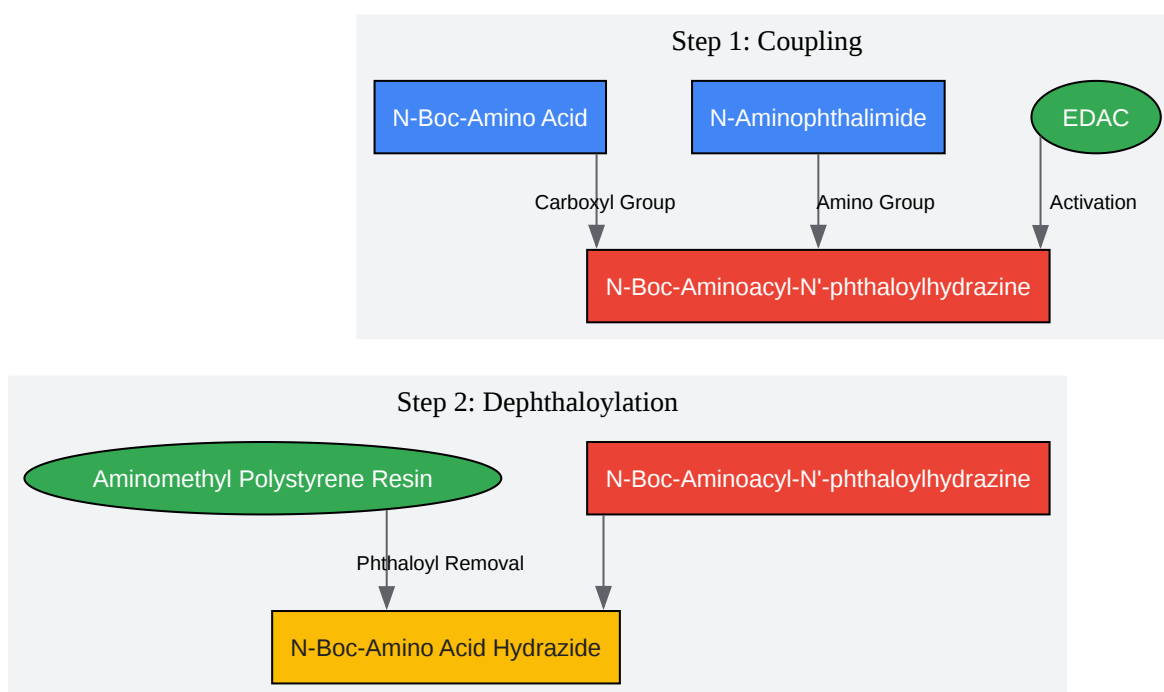 Step 1: Coupling
N-Boc-Amino Acid
N-Aminophthalimide
EDAC
Carboxyl Group
Amino Group
Activation
N-Boc-Aminoacyl-N'-phthaloylhydrazine
Step 2: Dephthaloylation
Aminomethyl Polystyrene Resin
N-Boc-Aminoacyl-N'-phthaloylhydrazine
Phthaloyl Removal
N-Boc-Amino Acid Hydrazide